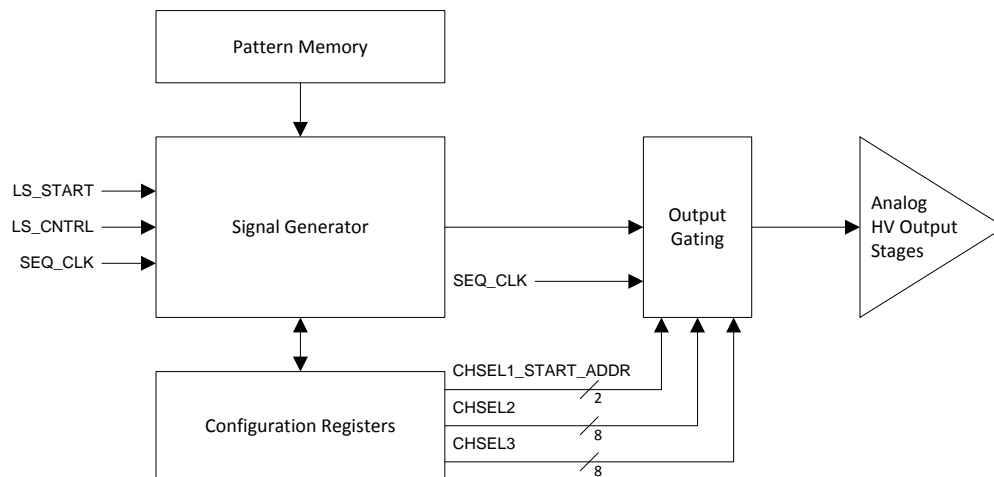 Pattern Memory
LS_START
LS_CNTRL
SEQ_CLK
Signal Generator
SEQ_CLK
Output
Gating
Analog
HV Output
Stages
Configuration Registers
CHSEL1_START_ADDR
2
CHSEL2
8
CHSEL3
8